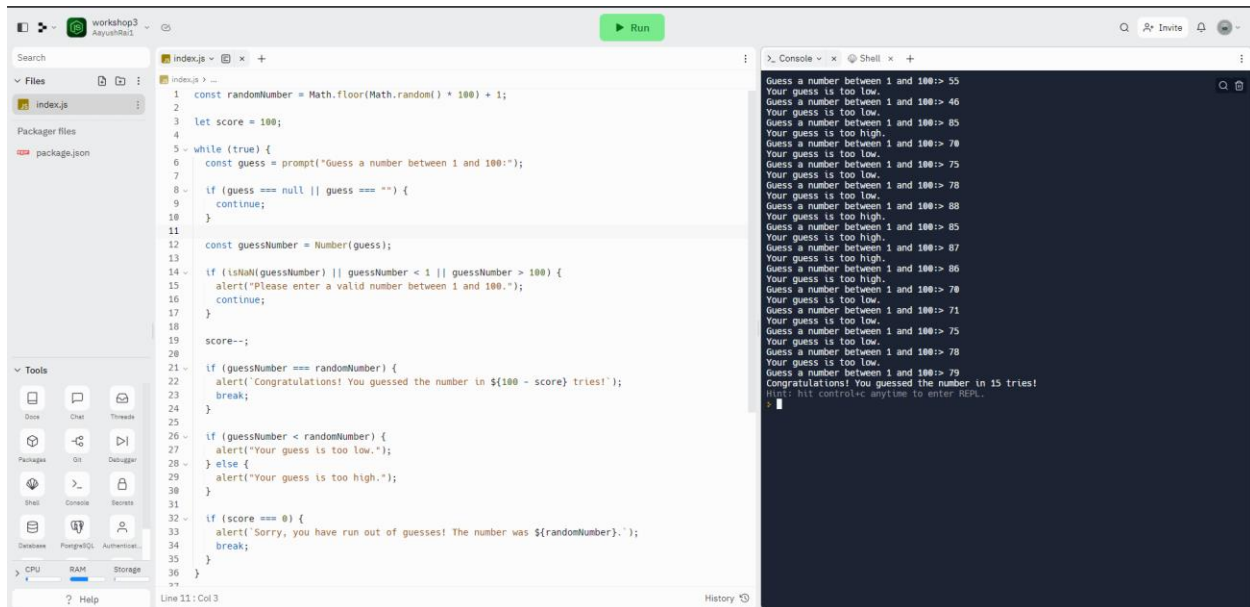 workshop3
AayushRai1
Run
Invite
Search
Files
index.js
Packager files
package.json
Tools
Docs
Chat
Threads
Packages
Git
Debugger
Shell
Console
Secrets
Database
PostgreSQL
Authenticat...
CPU
RAM
Storage
? Help
index.js
index.js > ...
1 const randomNumber = Math.floor(Math.random() * 100) + 1;
2
3 let score = 100;
4
5 while (true) {
6 const guess = prompt("Guess a number between 1 and 100:");
7
8 if (guess === null || guess === "") {
9 continue;
10 }
11
12 const guessNumber = Number(guess);
13
14 if (isNaN(guessNumber) || guessNumber < 1 || guessNumber > 100) {
15 alert("Please enter a valid number between 1 and 100.");
16 continue;
17 }
18
19 score--;
20
21 if (guessNumber === randomNumber) {
22 alert(`Congratulations! You guessed the number in ${100 - score} tries!`);
23 break;
24 }
25
26 if (guessNumber < randomNumber) {
27 alert("Your guess is too low.");
28 } else {
29 alert("Your guess is too high.");
30 }
31
32 if (score === 0) {
33 alert(`Sorry, you have run out of guesses! The number was ${randomNumber}.`);
34 break;
35 }
36 }
37
Line 11 : Col 3
History
Console
Shell
Guess a number between 1 and 100:> 55
Your guess is too low.
Guess a number between 1 and 100:> 46
Your guess is too low.
Guess a number between 1 and 100:> 85
Your guess is too high.
Guess a number between 1 and 100:> 70
Your guess is too low.
Guess a number between 1 and 100:> 75
Your guess is too low.
Guess a number between 1 and 100:> 78
Your guess is too low.
Guess a number between 1 and 100:> 88
Your guess is too high.
Guess a number between 1 and 100:> 85
Your guess is too high.
Guess a number between 1 and 100:> 87
Your guess is too high.
Guess a number between 1 and 100:> 86
Your guess is too high.
Guess a number between 1 and 100:> 70
Your guess is too low.
Guess a number between 1 and 100:> 71
Your guess is too low.
Guess a number between 1 and 100:> 75
Your guess is too low.
Guess a number between 1 and 100:> 78
Your guess is too low.
Guess a number between 1 and 100:> 79
Congratulations! You guessed the number in 15 tries!
Hint: hit control+c anytime to enter REPL.
>